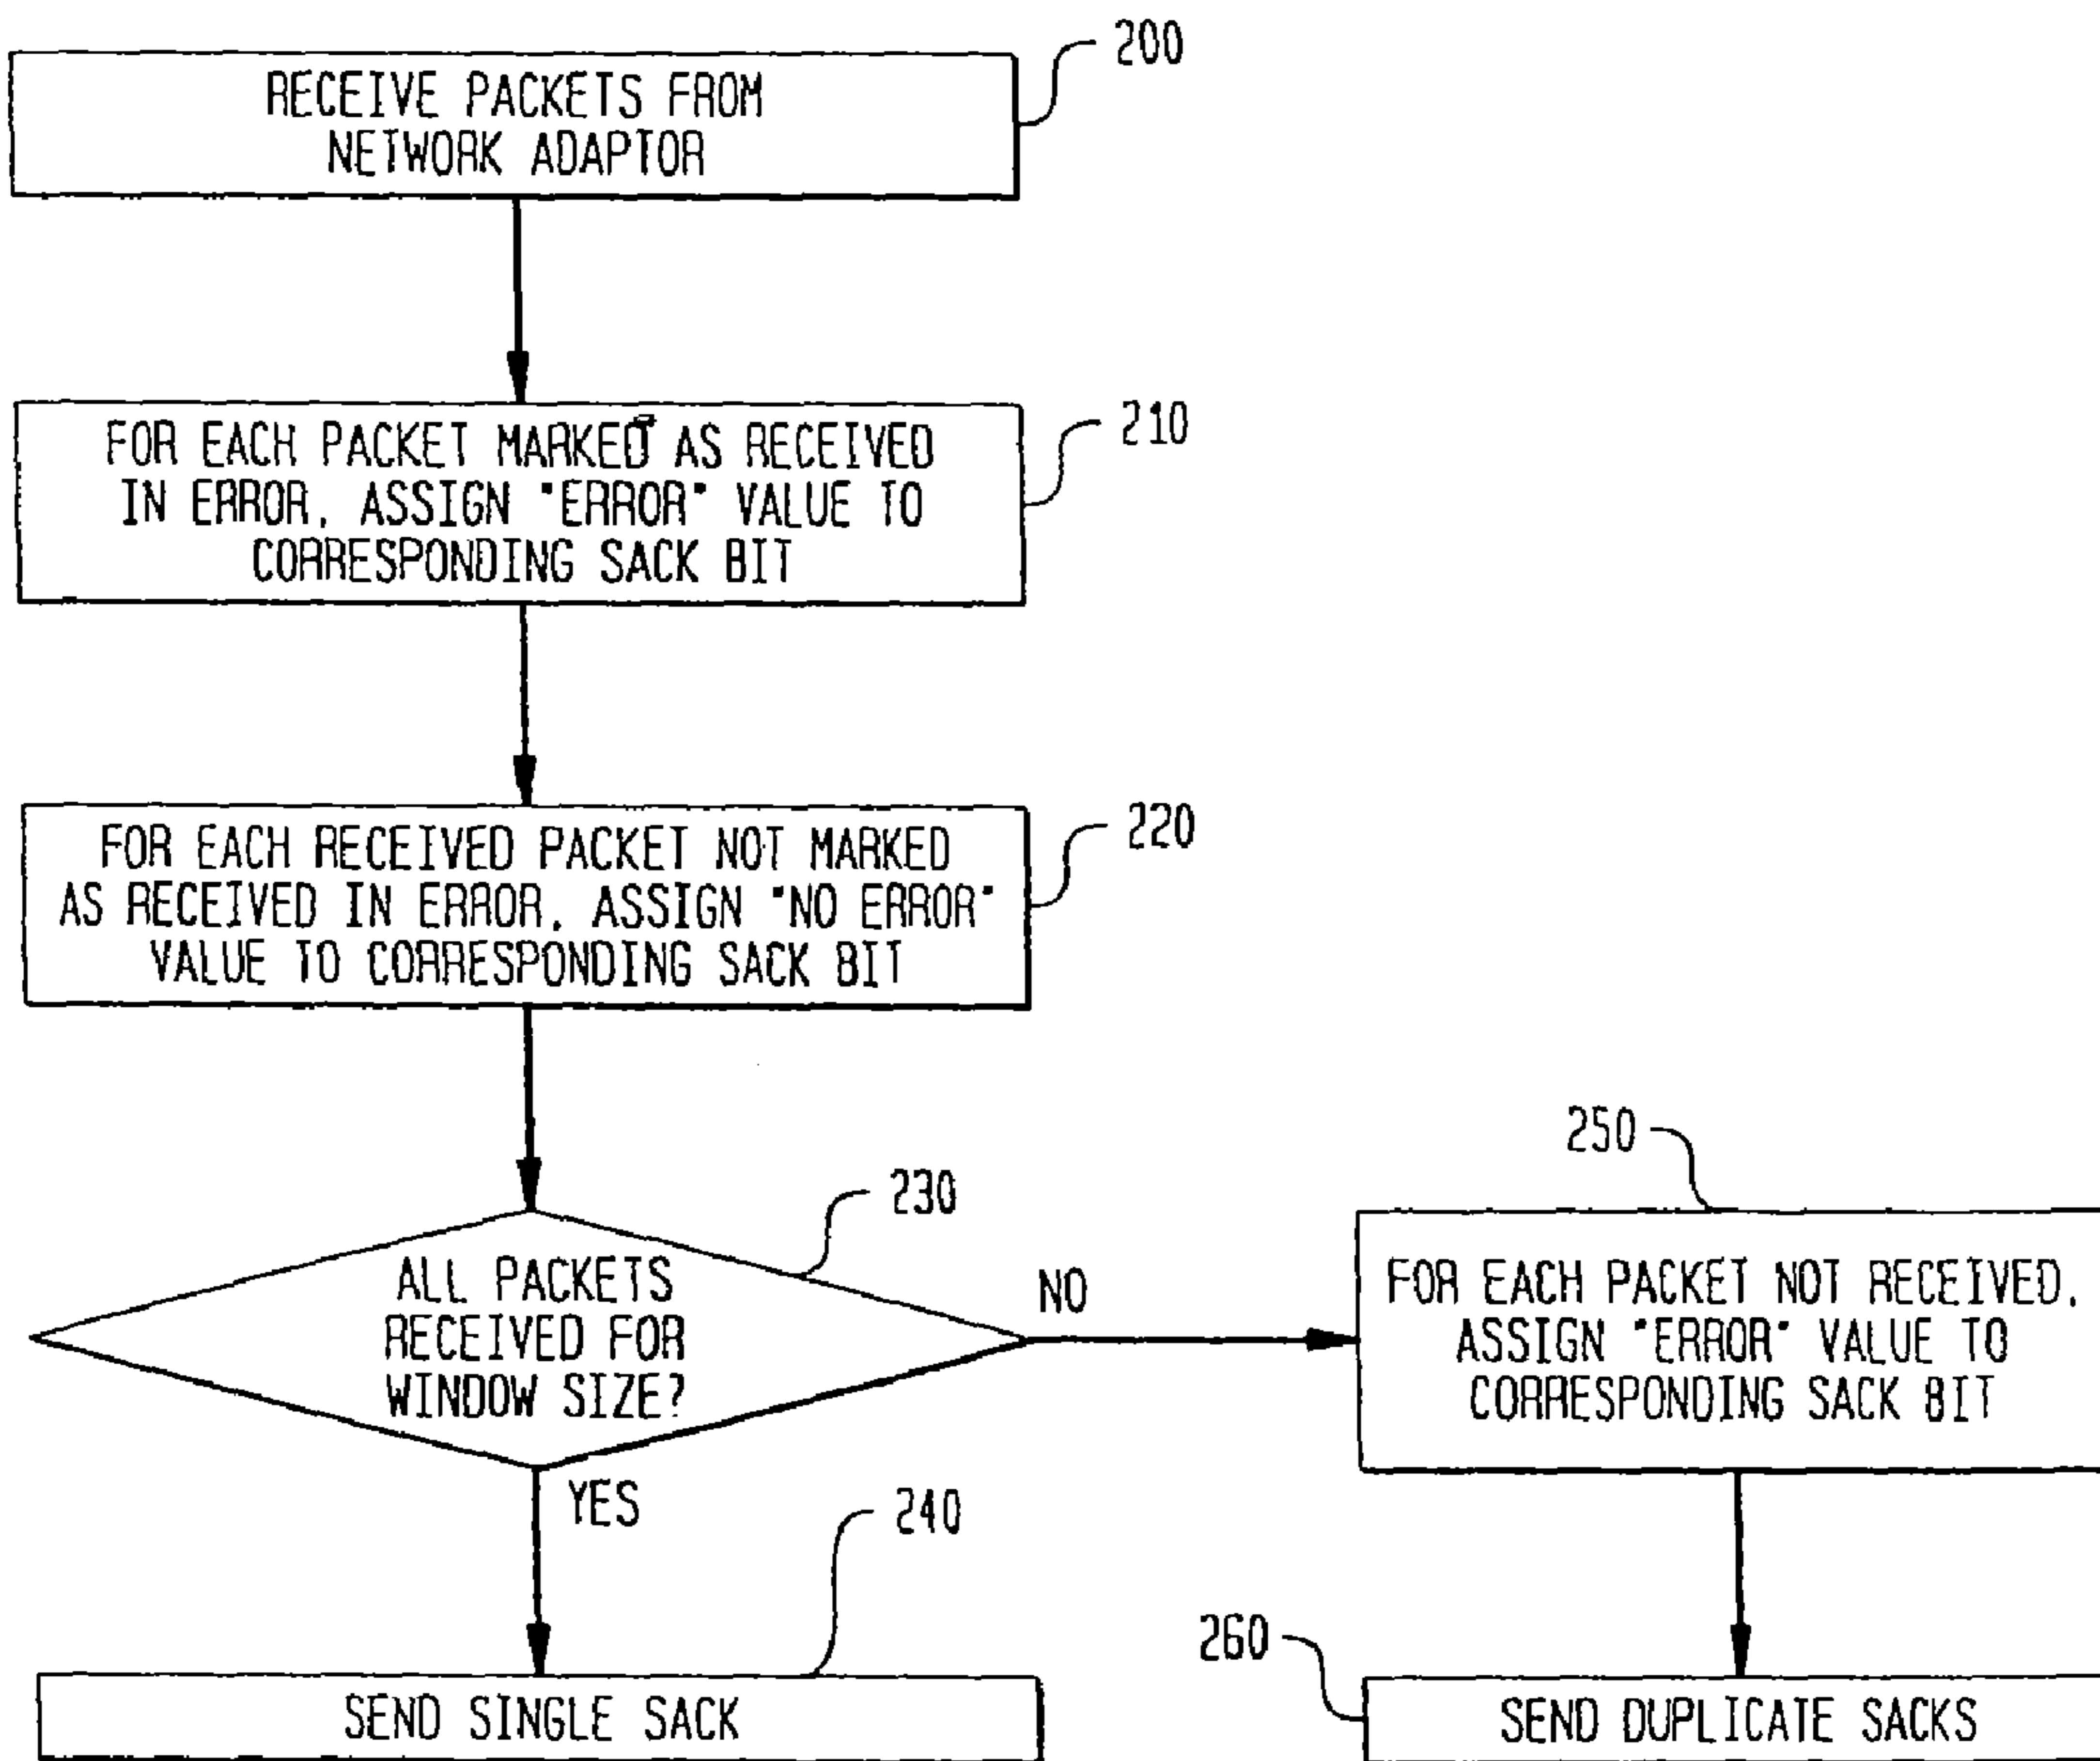 200
RECEIVE PACKETS FROM
NETWORK ADAPTOR
210
FOR EACH PACKET MARKED AS RECEIVED
IN ERROR, ASSIGN "ERROR" VALUE TO
CORRESPONDING SACK BIT
220
FOR EACH RECEIVED PACKET NOT MARKED
AS RECEIVED IN ERROR, ASSIGN "NO ERROR"
VALUE TO CORRESPONDING SACK BIT
230
ALL PACKETS
RECEIVED FOR
WINDOW SIZE?
NO
YES
250
FOR EACH PACKET NOT RECEIVED,
ASSIGN "ERROR" VALUE TO
CORRESPONDING SACK BIT
240
SEND SINGLE SACK
260
SEND DUPLICATE SACKS